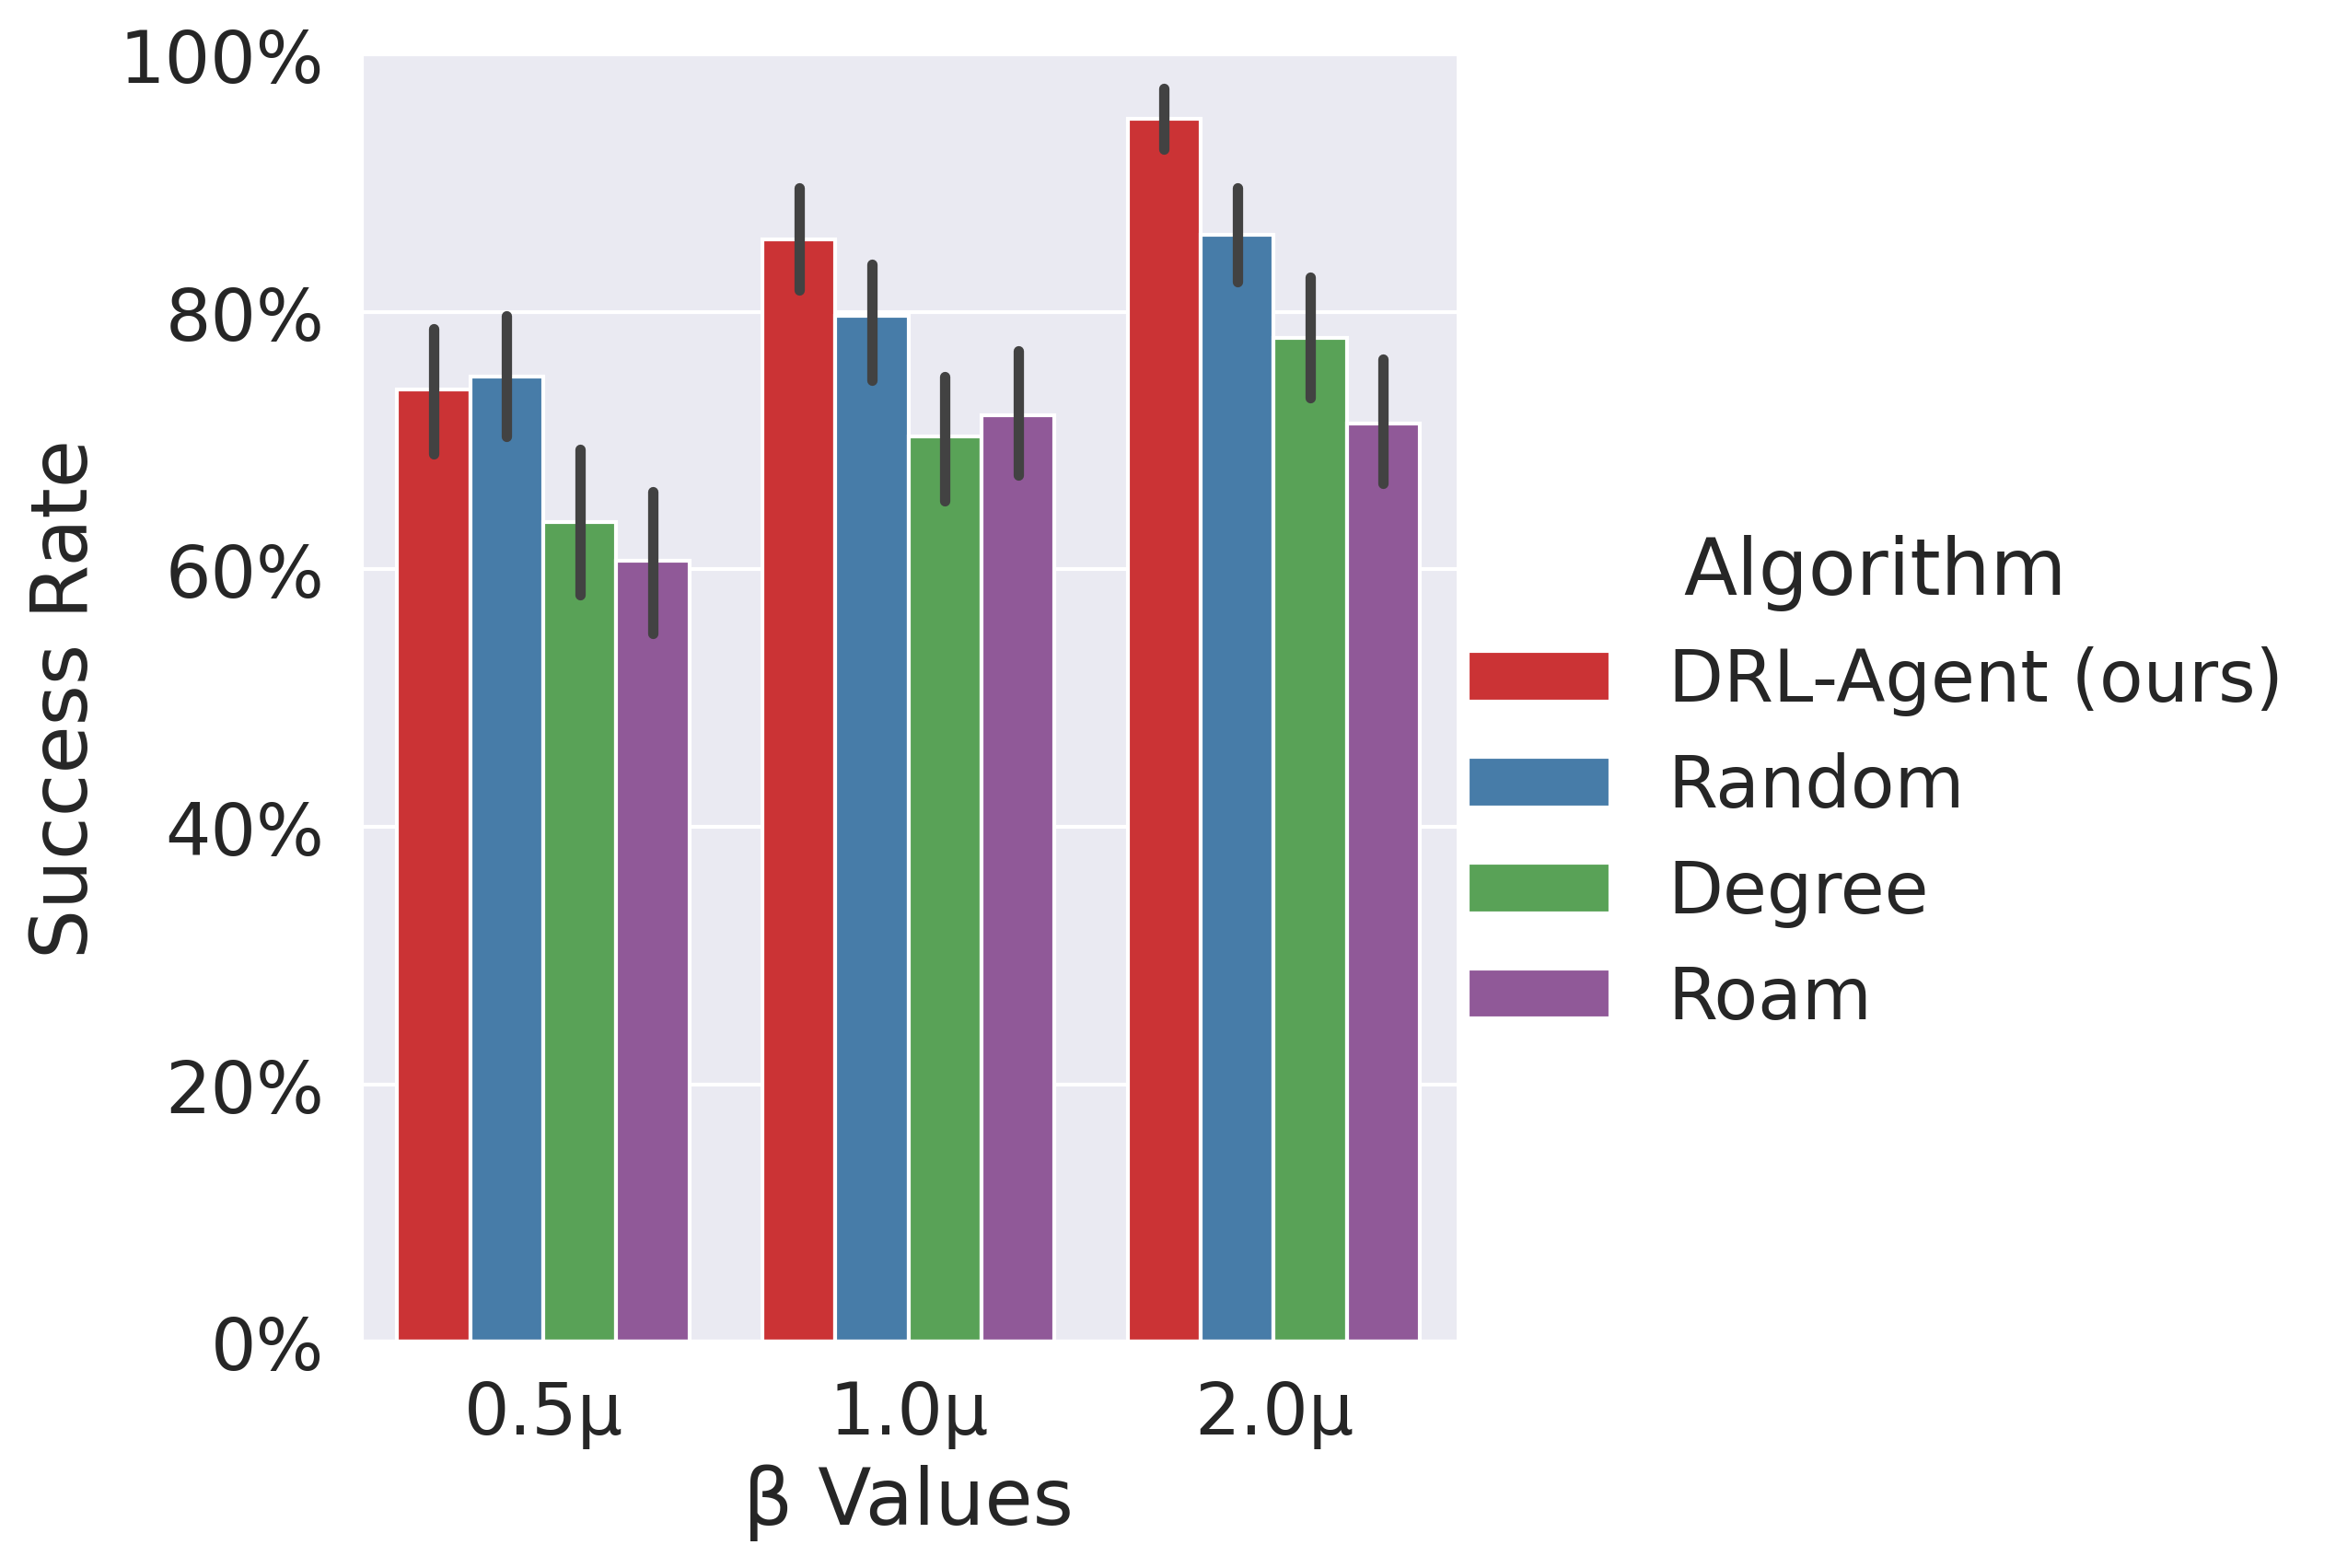 100%
80%
60%
40%
20%
0%
Success Rate
0.5μ
1.0μ
2.0μ
β Values
Algorithm
DRL-Agent (ours)
Random
Degree
Roam